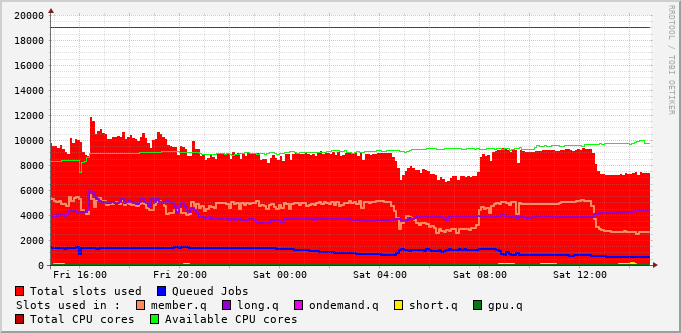 RRDTOOL / TOBI OETIKER
20000
18000
16000
14000
12000
10000
8000
6000
4000
2000
0
Fri 16:00 Fri 20:00 Sat 00:00 Sat 04:00 Sat 08:00 Sat 12:00
Total slots used Queued Jobs
Slots used in : member.q long.q ondemand.q short.q gpu.q
Total CPU cores Available CPU cores